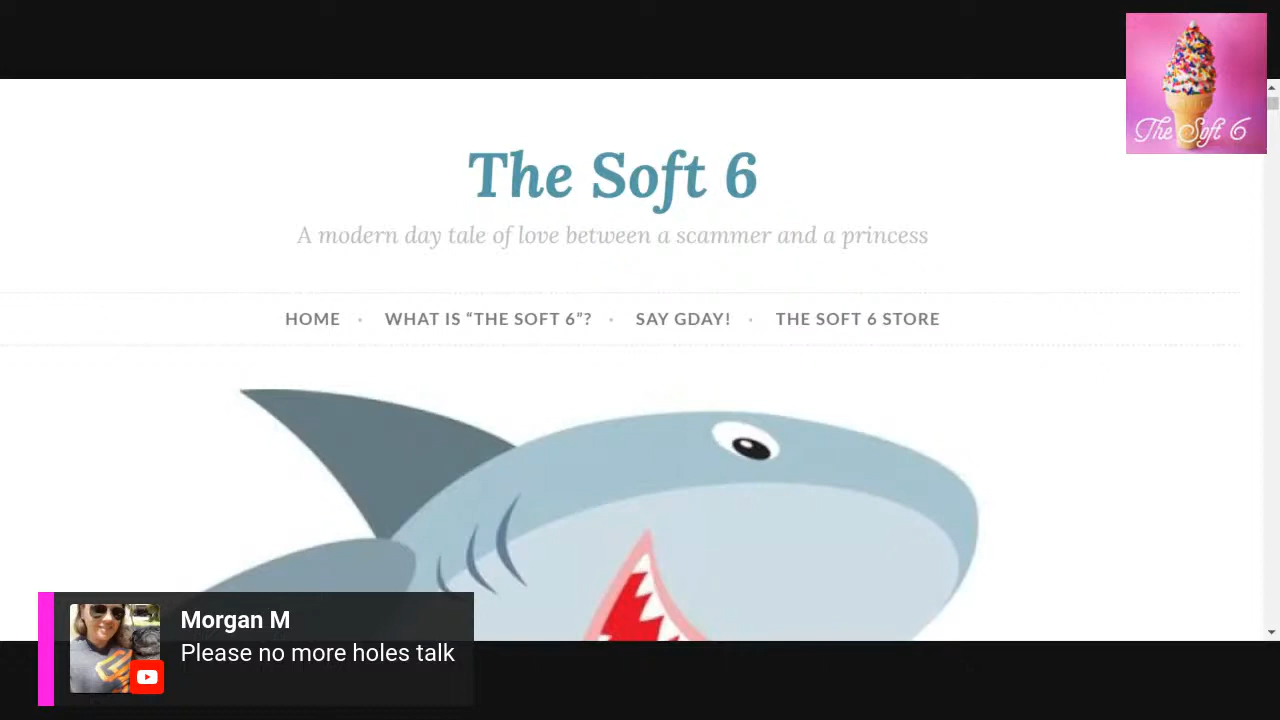 The Soft 6
The Soft 6
A modern day tale of love between a scammer and a princess
HOME • WHAT IS “THE SOFT 6”? • SAY GDAY! • THE SOFT 6 STORE
Morgan M
Please no more holes talk